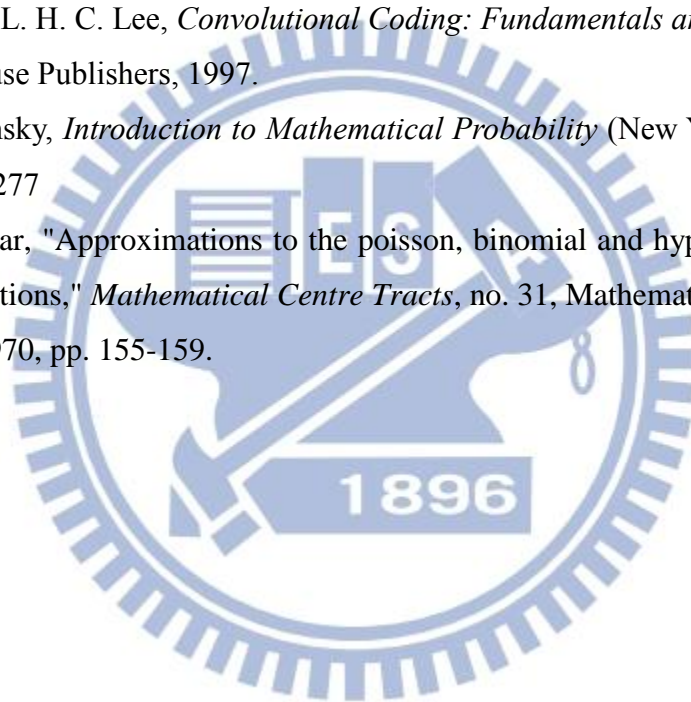 L. H. C. Lee, Convolutional Coding: Fundamentals
use Publishers, 1997.
nsky, Introduction to Mathematical Probability (New
277
ar, "Approximations to the poisson, binomial and hyp
tions," Mathematical Centre Tracts, no. 31, Mathemat
970, pp. 155-159.
E S A
8
1896